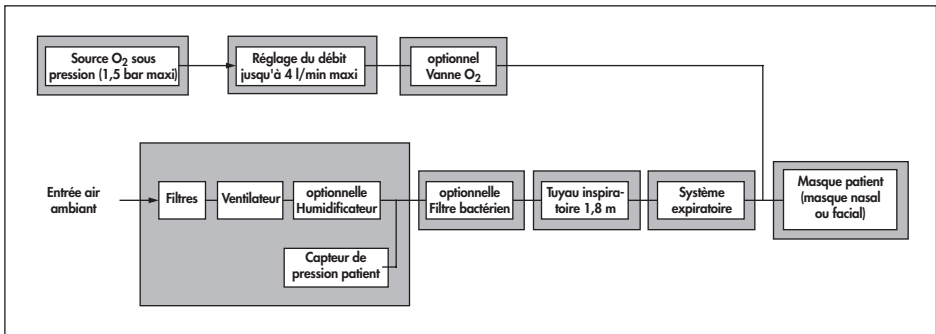 Source O₂ sous
pression (1,5 bar maxi)
Réglage du débit
jusqu'à 4 l/min maxi
optionnel
Vanne O₂
Entrée air
ambiant
Filtres
Ventilateur
optionnelle
Humidificateur
Capteur de
pression patient
optionnelle
Filtre bactérien
Tuyau inspira-
toire 1,8 m
Système
expiratoire
Masque patient
(masque nasal
ou facial)